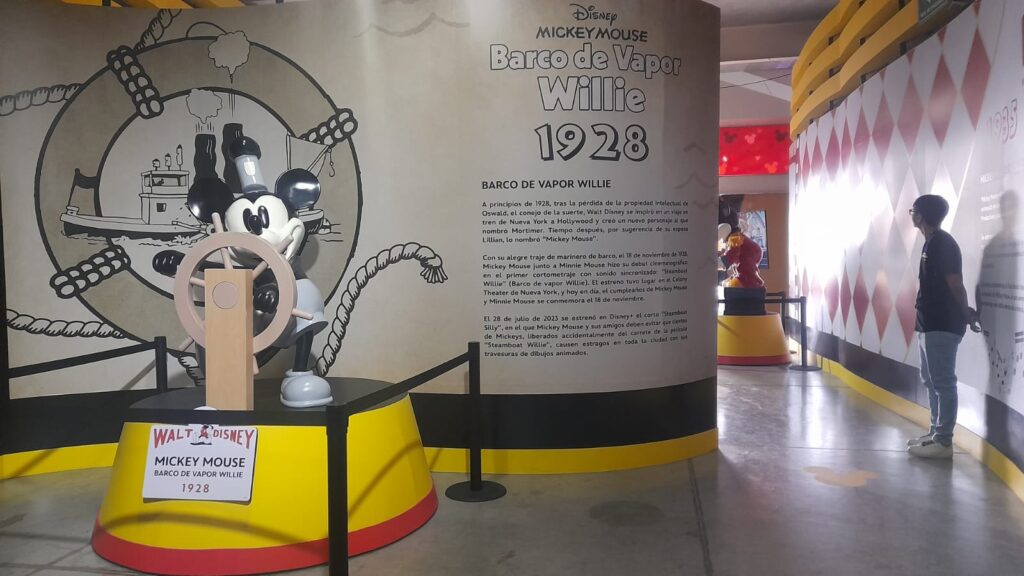 Disney
MICKEY MOUSE
Barco de Vapor
Willie
1928
BARCO DE VAPOR WILLIE
A principios de 1928, tras la pérdida de la propiedad intelectual de
Oswald, el conejo de la suerte, Walt Disney se inspiró en un viaje en
tren de Nueva York a Hollywood y creó un nuevo personaje al que
nombró Mortimer. Tiempo después, por sugerencia de su esposa
Lillian, lo nombró "Mickey Mouse".
Con su alegre traje de marinero de barco, el 18 de noviembre de 1928,
Mickey Mouse junto a Minnie Mouse hizo su debut cinematográfico
en el primer cortometraje con sonido sincronizado: "Steamboat
Willie" (Barco de vapor Willie). El estreno tuvo lugar en el Colony
Theater de Nueva York, y hoy en día el cumpleaños de Mickey Mouse
y Minnie Mouse se conmemora el 18 de noviembre.
El 28 de julio de 2023 se estrenó en Disney+ el corto "Steamboat
Silly", en el que Mickey Mouse y sus amigos deben evitar que cientos
de Mickeys, liberados accidentalmente del carrete de la película
"Steamboat Willie", causen estragos en toda la ciudad con sus
travesuras de dibujos animados.
WALT DISNEY
MICKEY MOUSE
BARCO DE VAPOR WILLIE
1928